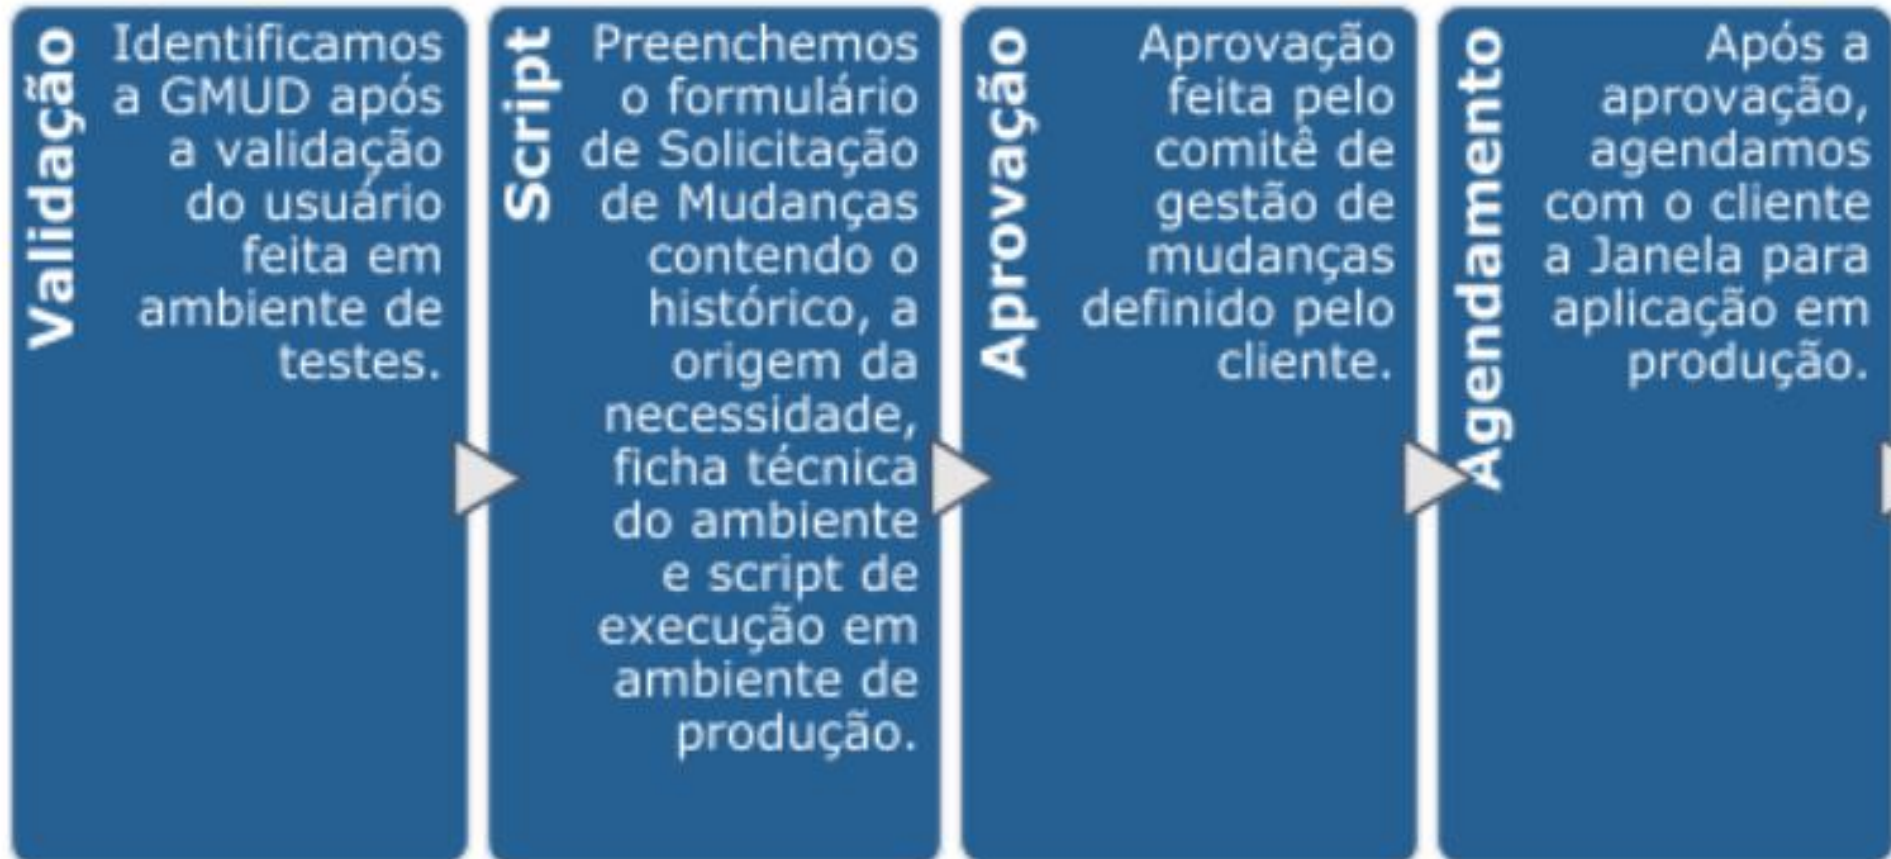 Validação
Identificamos
a GMUD após
a validação
do usuário
feita em
ambiente de
testes.
Script
Preenchemos
o formulário
de Solicitação
de Mudanças
contendo o
histórico, a
origem da
necessidade,
ficha técnica
do ambiente
e script de
execução em
ambiente de
produção.
Aprovação
Aprovação
feita pelo
comitê de
gestão de
mudanças
definido pelo
cliente.
Agendamento
Após a
aprovação,
agendamos
com o cliente
a Janela para
aplicação em
produção.